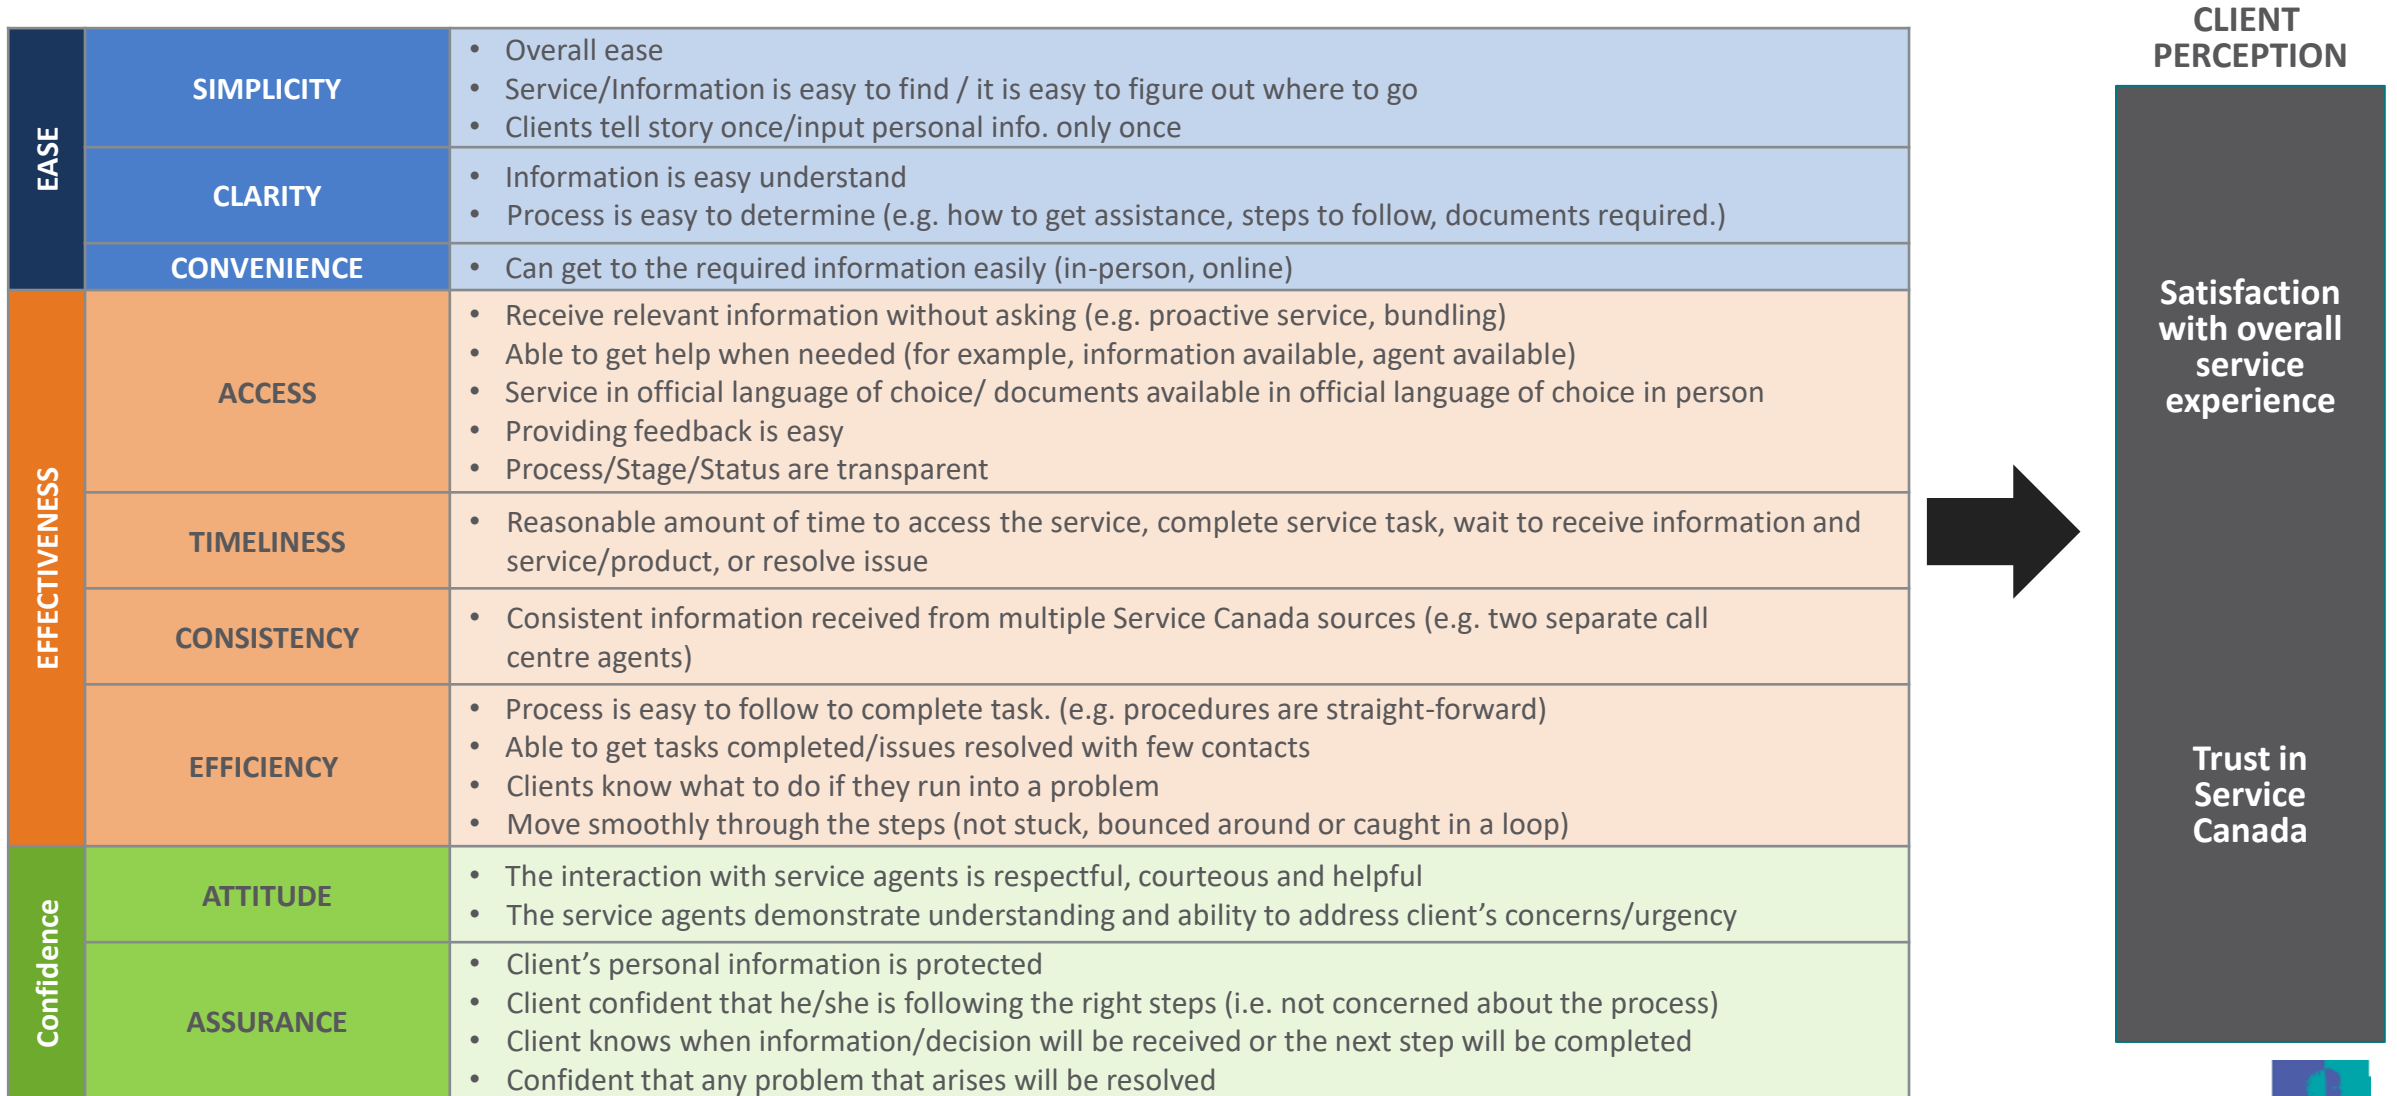 CLIENT
PERCEPTION
EASE
SIMPLICITY
• Overall ease
• Service/Information is easy to find / it is easy to figure out where to go
• Clients tell story once/input personal info. only once
CLARITY
• Information is easy understand
• Process is easy to determine (e.g. how to get assistance, steps to follow, documents required.)
CONVENIENCE
• Can get to the required information easily (in-person, online)
EFFECTIVENESS
ACCESS
• Receive relevant information without asking (e.g. proactive service, bundling)
• Able to get help when needed (for example, information available, agent available)
• Service in official language of choice/ documents available in official language of choice in person
• Providing feedback is easy
• Process/Stage/Status are transparent
TIMELINESS
• Reasonable amount of time to access the service, complete service task, wait to receive information and
service/product, or resolve issue
CONSISTENCY
• Consistent information received from multiple Service Canada sources (e.g. two separate call
centre agents)
EFFICIENCY
• Process is easy to follow to complete task. (e.g. procedures are straight-forward)
• Able to get tasks completed/issues resolved with few contacts
• Clients know what to do if they run into a problem
• Move smoothly through the steps (not stuck, bounced around or caught in a loop)
Confidence
ATTITUDE
• The interaction with service agents is respectful, courteous and helpful
• The service agents demonstrate understanding and ability to address client's concerns/urgency
ASSURANCE
• Client's personal information is protected
• Client confident that he/she is following the right steps (i.e. not concerned about the process)
• Client knows when information/decision will be received or the next step will be completed
• Confident that any problem that arises will be resolved
Satisfaction
with overall
service
experience
Trust in
Service
Canada